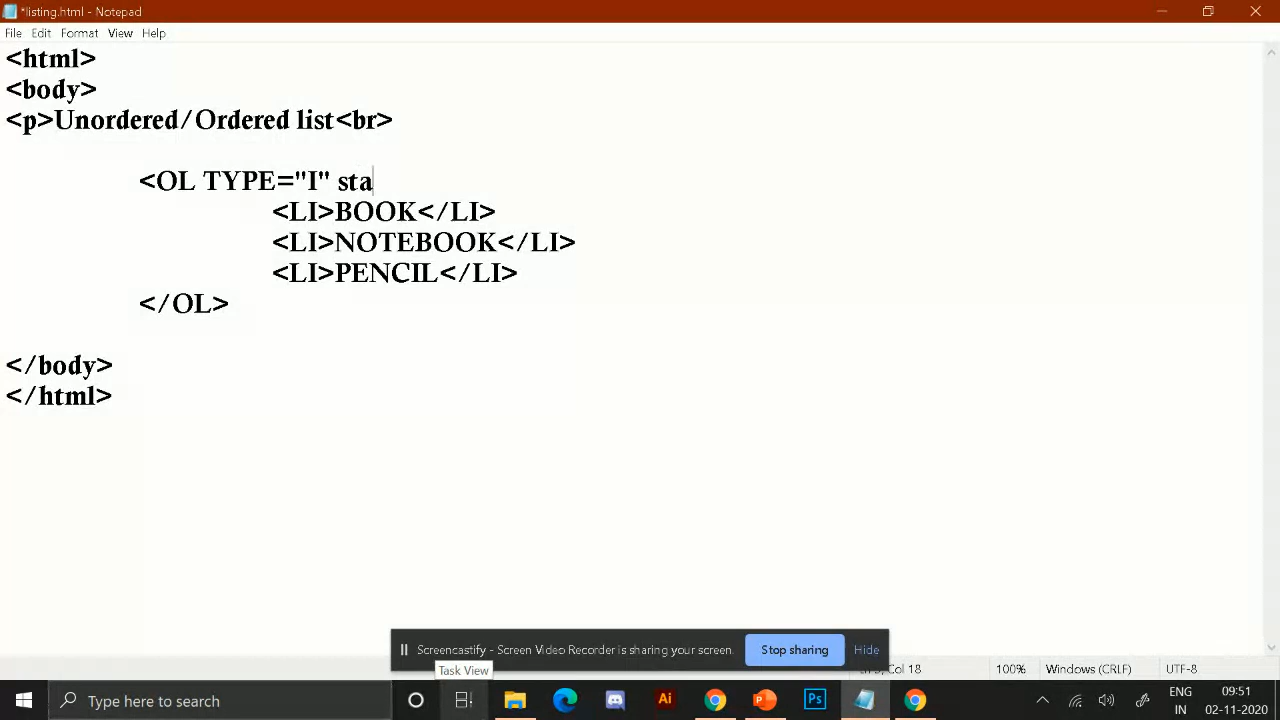 *listing.html - Notepad
File Edit Format View Help
<html>
<body>
<p>Unordered/Ordered list<br>
<OL TYPE="I" sta
<LI>BOOK</LI>
<LI>NOTEBOOK</LI>
<LI>PENCIL</LI>
</OL>
</body>
</html>
Screencastify - Screen Video Recorder is sharing your screen. Stop sharing Hide
Task View
Col 18 100% Windows (CRLF) UTF-8
Type here to search
Ai Ps
ENG 09:51
IN 02-11-2020